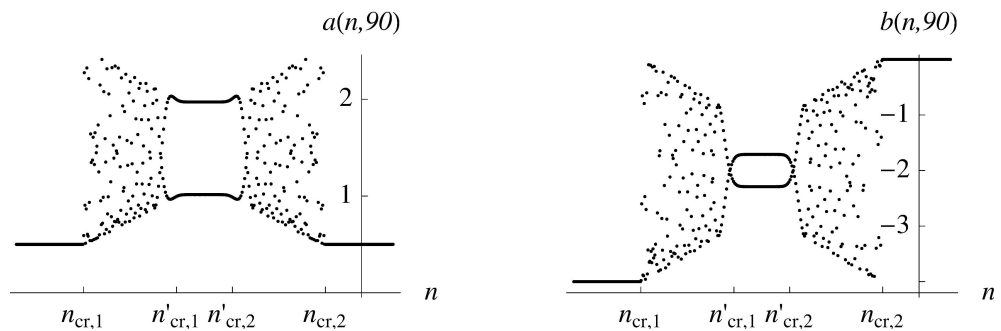 a(n,90)
2
1
n
n_cr,1 n'_cr,1 n'_cr,2 n_cr,2
b(n,90)
−1
−2
−3
n
n_cr,1 n'_cr,1 n'_cr,2 n_cr,2